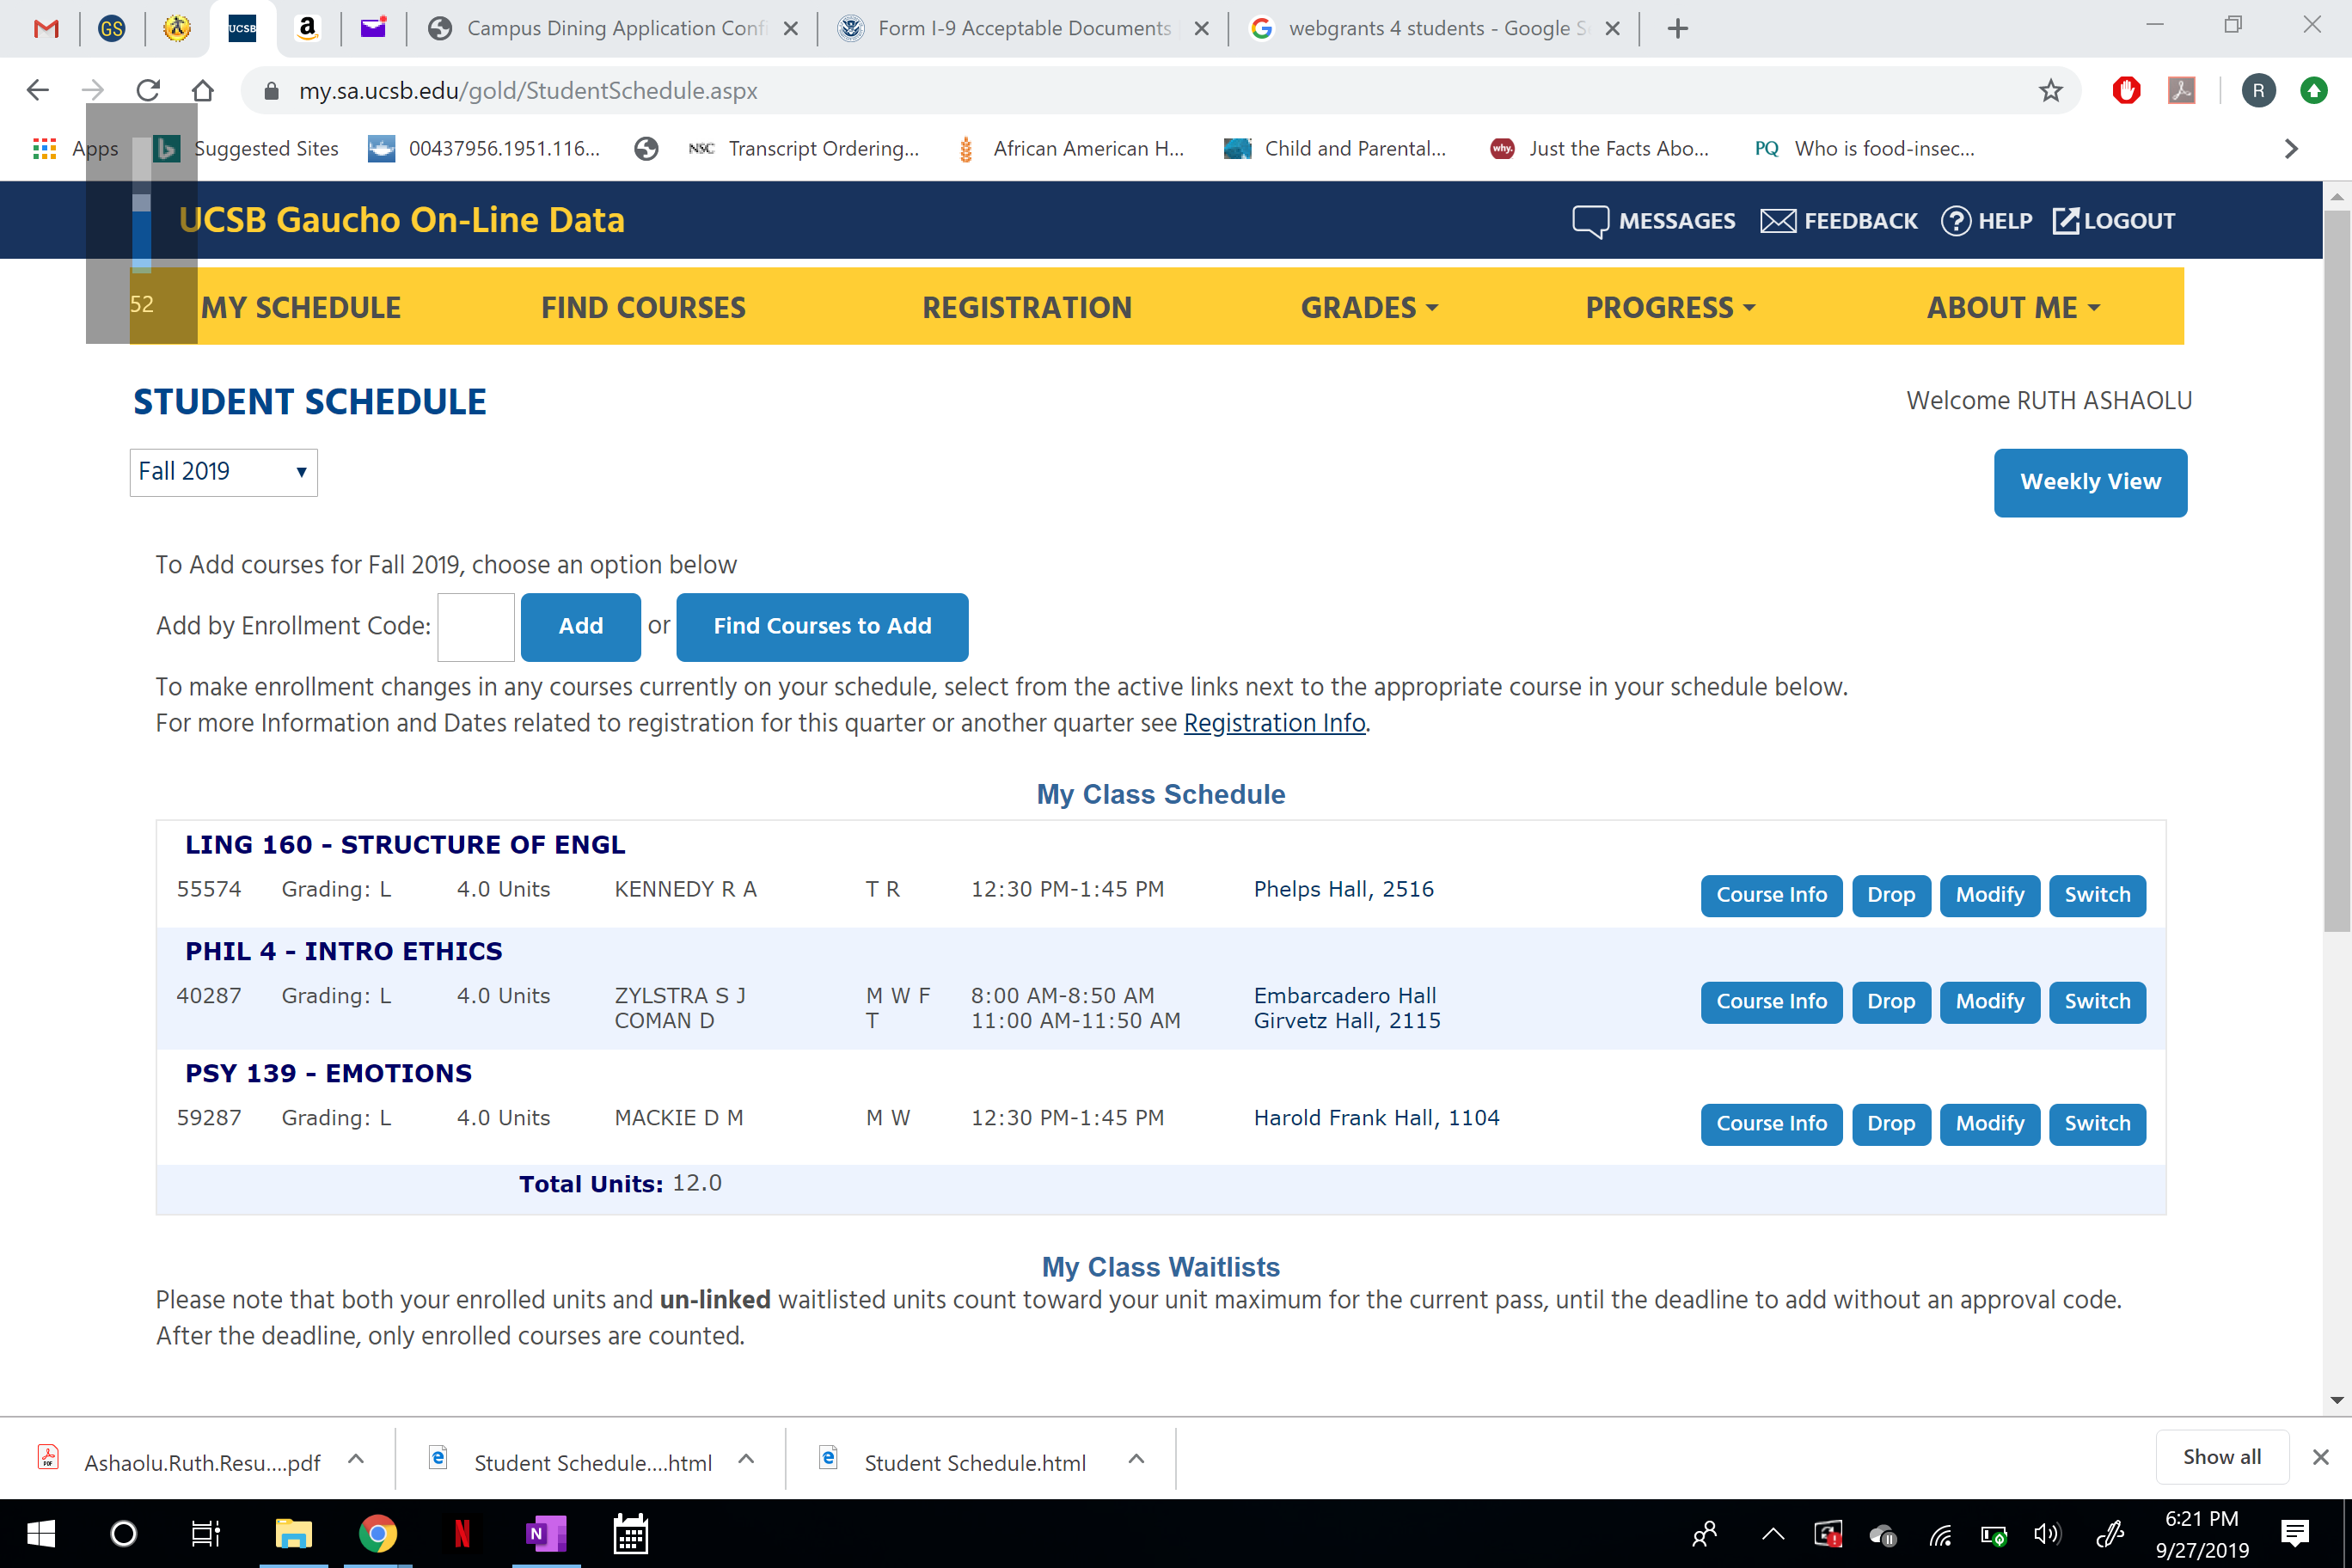 GS UCSB a Campus Dining Application Conf Form I-9 Acceptable Documents webgrants 4 students - Google S
my.sa.ucsb.edu/gold/StudentSchedule.aspx R
Apps Suggested Sites 00437956.1951.116... NSC Transcript Ordering... African American H... why. Child and Parental... Just the Facts Abo... PQ Who is food-insec...
UCSB Gaucho On-Line Data MESSAGES FEEDBACK ? HELP LOGOUT
52 MY SCHEDULE FIND COURSES REGISTRATION GRADES PROGRESS ABOUT ME
STUDENT SCHEDULE Welcome RUTH ASHAOLU
Fall 2019 Weekly View
To Add courses for Fall 2019, choose an option below
Add by Enrollment Code: Add or Find Courses to Add
To make enrollment changes in any courses currently on your schedule, select from the active links next to the appropriate course in your schedule below.
For more Information and Dates related to registration for this quarter or another quarter see Registration Info.
My Class Schedule
LING 160 - STRUCTURE OF ENGL
55574 Grading: L 4.0 Units KENNEDY R A T R 12:30 PM-1:45 PM Phelps Hall, 2516 Course Info Drop Modify Switch
PHIL 4 - INTRO ETHICS
40287 Grading: L 4.0 Units ZYLSTRA S J M W F 8:00 AM-8:50 AM Embarcadero Hall Course Info Drop Modify Switch
COMAN D T 11:00 AM-11:50 AM Girvetz Hall, 2115
PSY 139 - EMOTIONS
59287 Grading: L 4.0 Units MACKIE D M M W 12:30 PM-1:45 PM Harold Frank Hall, 1104 Course Info Drop Modify Switch
Total Units: 12.0
My Class Waitlists
Please note that both your enrolled units and un-linked waitlisted units count toward your unit maximum for the current pass, until the deadline to add without an approval code.
After the deadline, only enrolled courses are counted.
PDF Ashaolu.Ruth.Resu....pdf Student Schedule....html Student Schedule.html Show all
N N 6:21 PM
9/27/2019